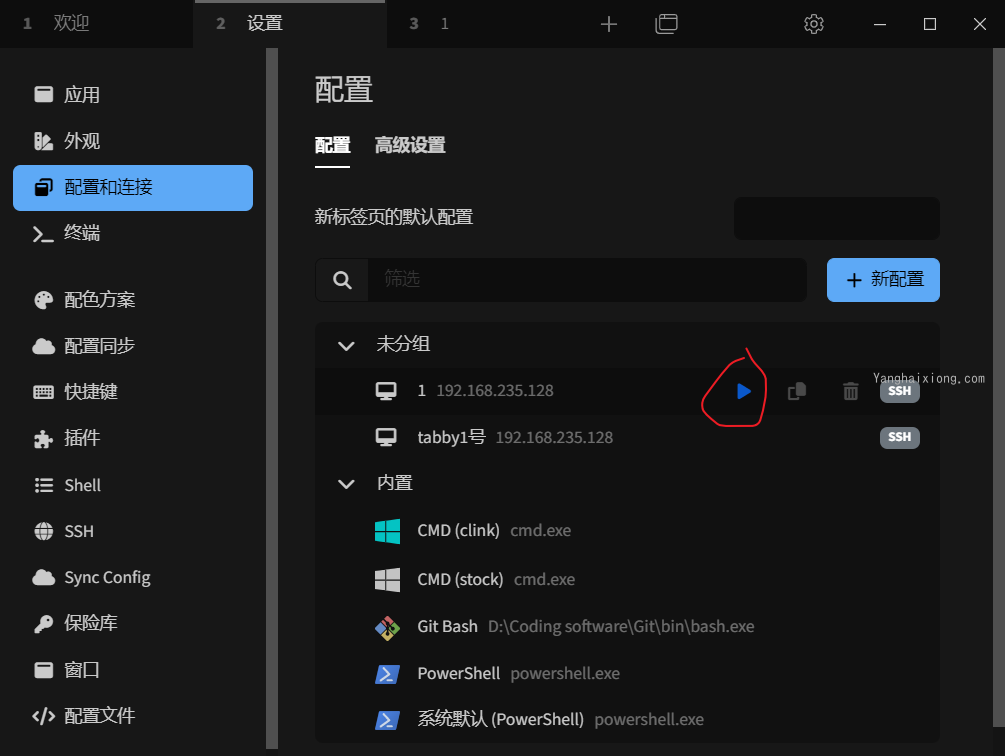 1 欢迎 2 设置 3 1
应用
外观
配置和连接
终端
配色方案
配置同步
快捷键
插件
Shell
SSH
Sync Config
保险库
窗口
配置文件
配置
配置 高级设置
新标签页的默认配置
筛选 新配置
未分组
Yanghaixiong.com
1 192.168.235.128 SSH
tabby1号 192.168.235.128 SSH
内置
CMD (clink) cmd.exe
CMD (stock) cmd.exe
Git Bash D:\Coding software\Git\bin\bash.exe
PowerShell powershell.exe
系统默认 (PowerShell) powershell.exe